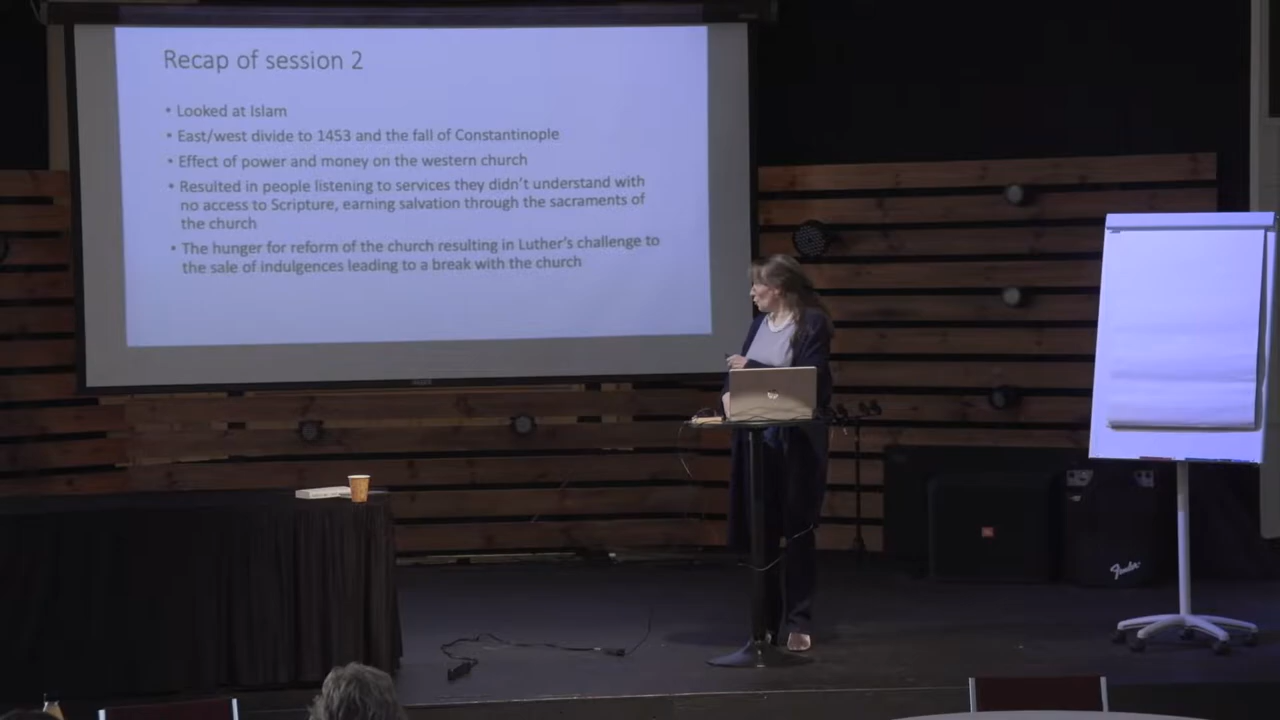 Recap of session 2
• Looked at Islam
• East/west divide to 1453 and the fall of Constantinople
• Effect of power and money on the western church
• Resulted in people listening to services they didn't understand with
no access to Scripture, earning salvation through the sacraments of
the church
• The hunger for reform of the church resulting in Luther's challenge to
the sale of indulgences leading to a break with the church
hp
JBL
Fender